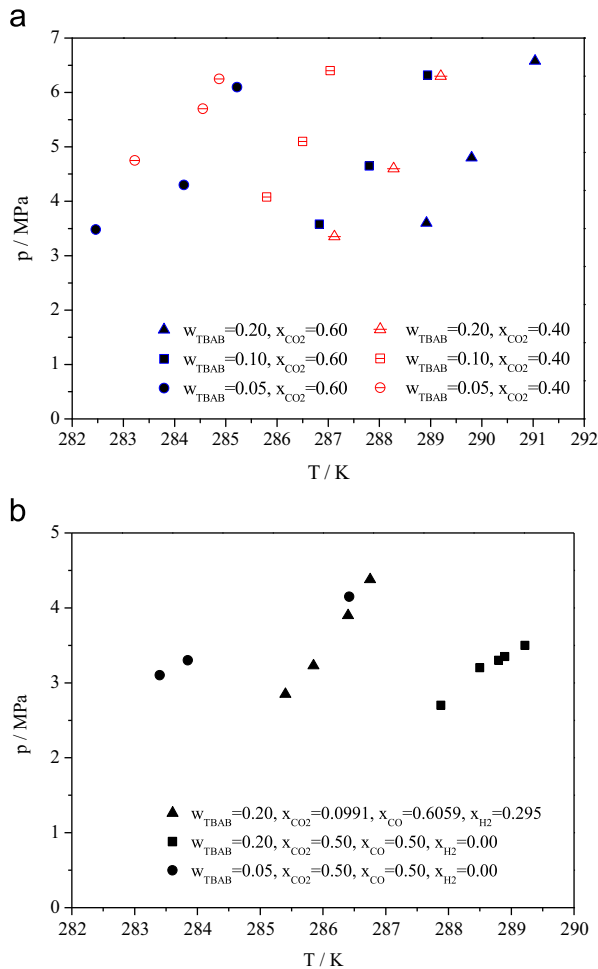 a
7
6
5
4
3
2
1
0
p / MPa
w_TBAB=0.20, x_CO2=0.60
w_TBAB=0.20, x_CO2=0.40
w_TBAB=0.10, x_CO2=0.60
w_TBAB=0.10, x_CO2=0.40
w_TBAB=0.05, x_CO2=0.60
w_TBAB=0.05, x_CO2=0.40
282 283 284 285 286 287 288 289 290 291 292
T / K
b
5
4
3
2
1
0
p / MPa
w_TBAB=0.20, x_CO2=0.0991, x_CO=0.6059, x_H2=0.295
w_TBAB=0.20, x_CO2=0.50, x_CO=0.50, x_H2=0.00
w_TBAB=0.05, x_CO2=0.50, x_CO=0.50, x_H2=0.00
282 283 284 285 286 287 288 289 290
T / K